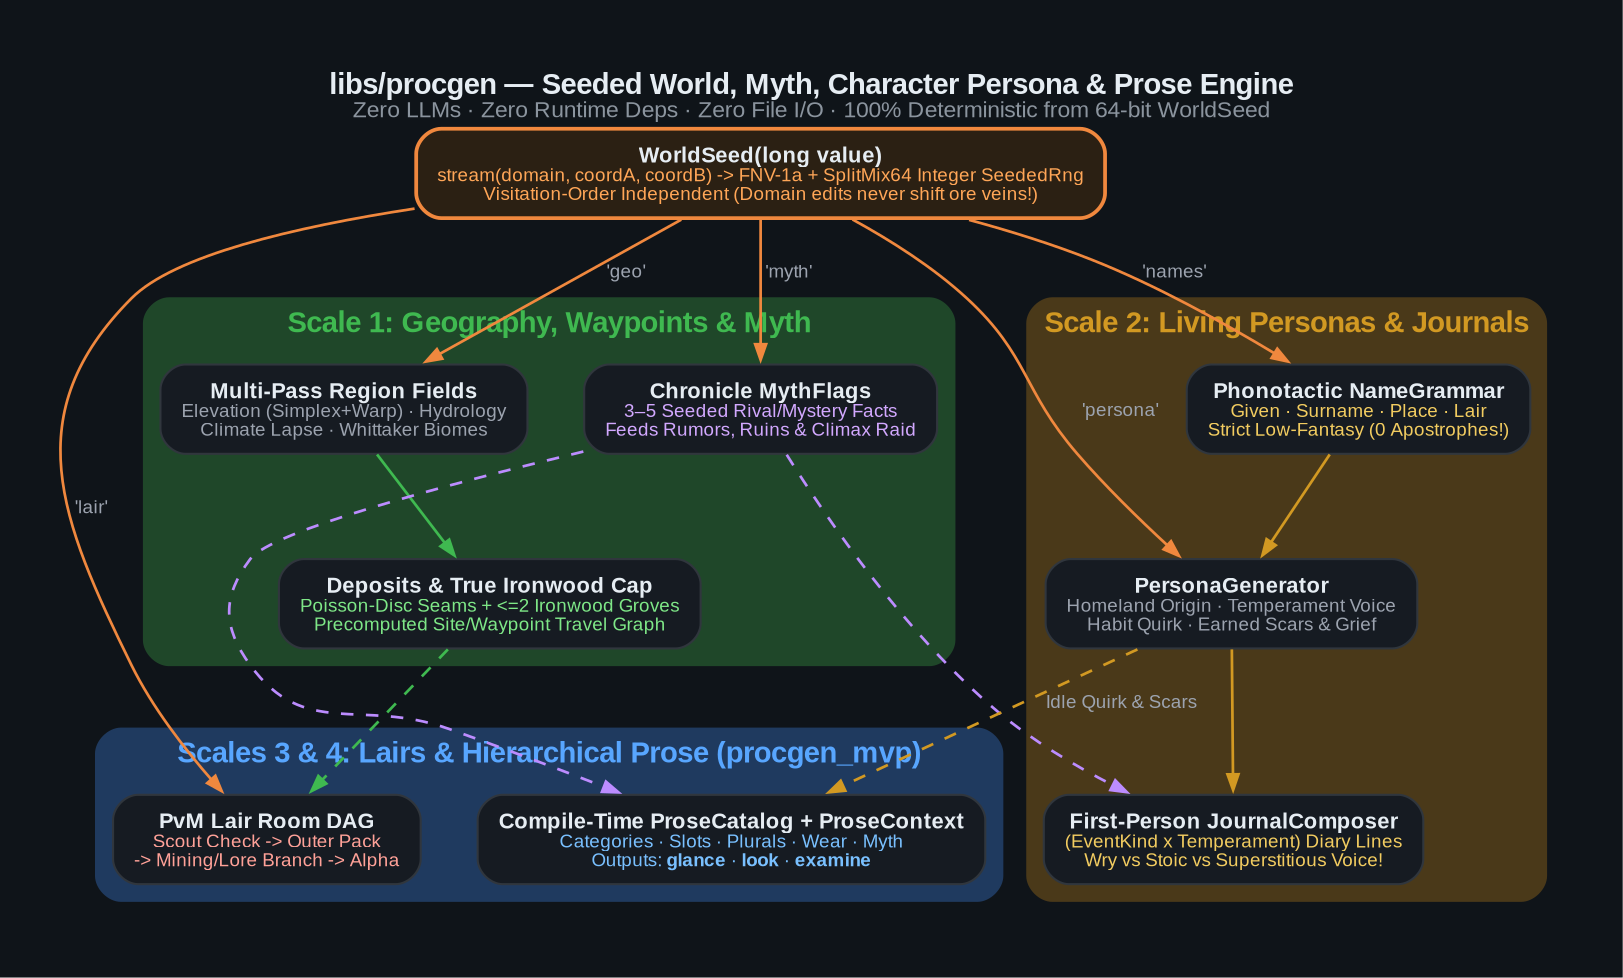 libs/procgen — Seeded World, Myth, Character Persona & Prose Engine
Zero LLMs · Zero Runtime Deps · Zero File I/O · 100% Deterministic from 64-bit WorldSeed
WorldSeed(long value)
stream(domain, coordA, coordB) -> FNV-1a + SplitMix64 Integer SeededRng
Visitation-Order Independent (Domain edits never shift ore veins!)
'geo'
'myth'
'names'
Scale 1: Geography, Waypoints & Myth
Scale 2: Living Personas & Journals
Multi-Pass Region Fields
Elevation (Simplex+Warp) · Hydrology
Climate Lapse · Whittaker Biomes
Chronicle MythFlags
3–5 Seeded Rival/Mystery Facts
Feeds Rumors, Ruins & Climax Raid
'persona'
Phonotactic NameGrammar
Given · Surname · Place · Lair
Strict Low-Fantasy (0 Apostrophes!)
'lair'
Deposits & True Ironwood Cap
Poisson-Disc Seams + <=2 Ironwood Groves
Precomputed Site/Waypoint Travel Graph
PersonaGenerator
Homeland Origin · Temperament Voice
Habit Quirk · Earned Scars & Grief
Idle Quirk & Scars
Scales 3 & 4: Lairs & Hierarchical Prose (procgen_mvp)
PvM Lair Room DAG
Scout Check -> Outer Pack
-> Mining/Lore Branch -> Alpha
Compile-Time ProseCatalog + ProseContext
Categories · Slots · Plurals · Wear · Myth
Outputs: glance · look · examine
First-Person JournalComposer
(EventKind x Temperament) Diary Lines
Wry vs Stoic vs Superstitious Voice!